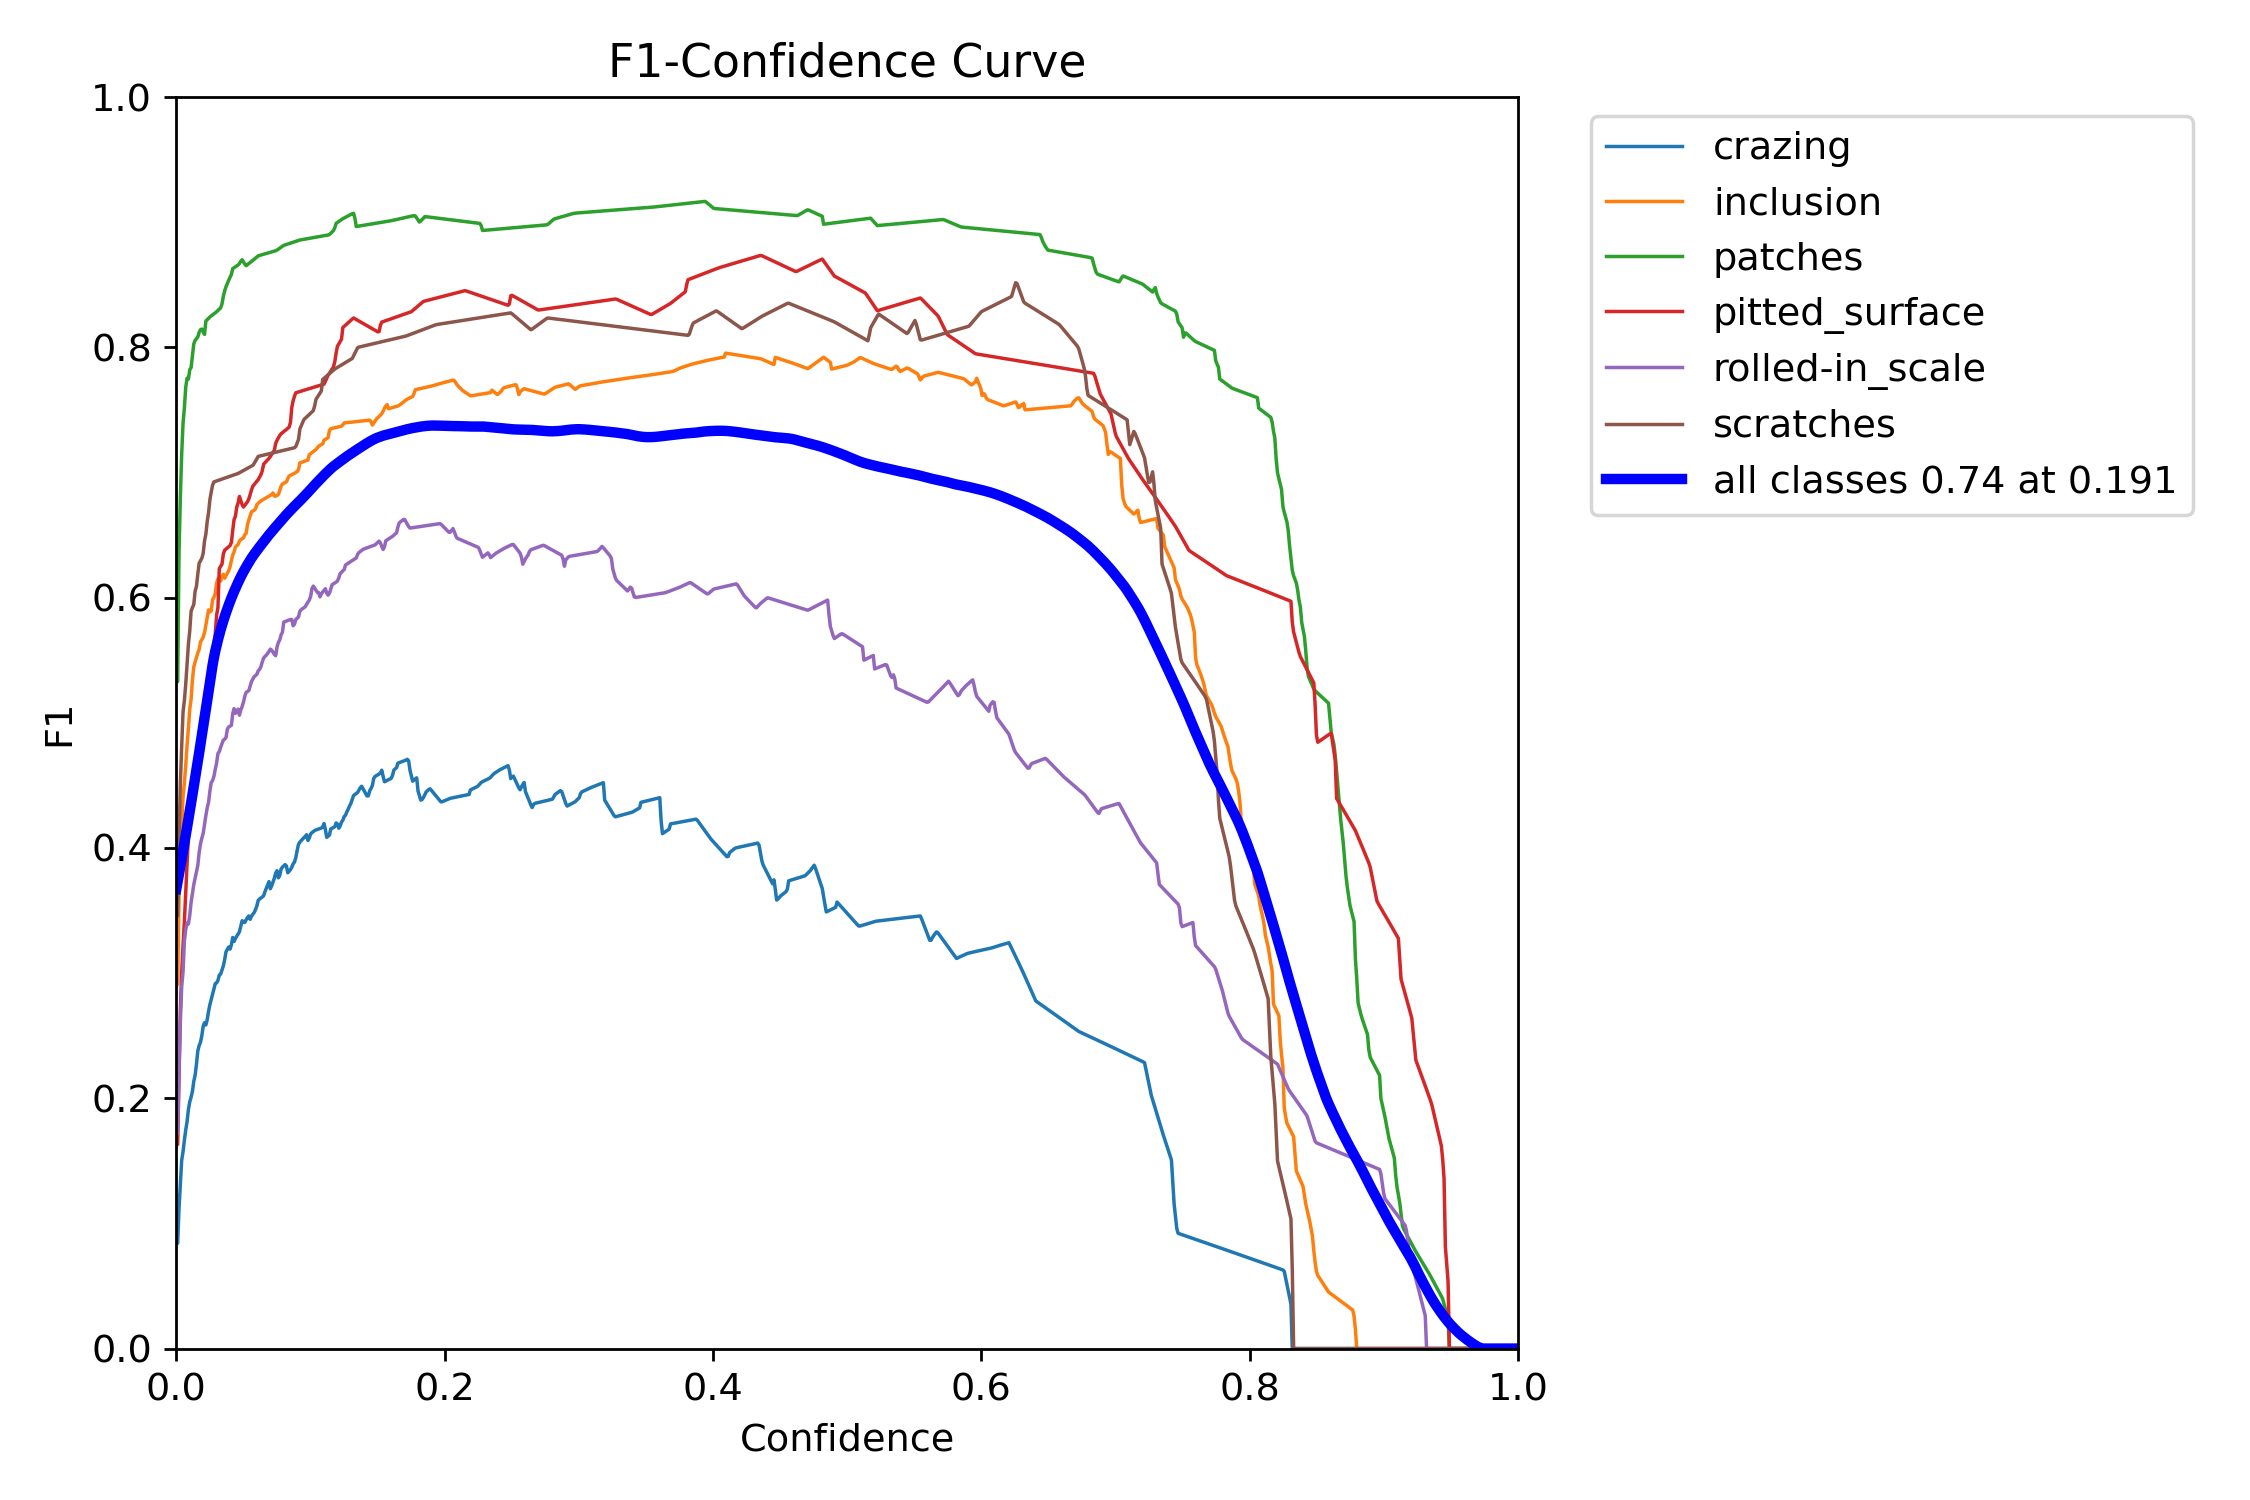 F1-Confidence Curve
1.0
0.8
0.6
0.4
0.2
0.0
F1
0.0 0.2 0.4 0.6 0.8 1.0
Confidence
crazing
inclusion
patches
pitted_surface
rolled-in_scale
scratches
all classes 0.74 at 0.191